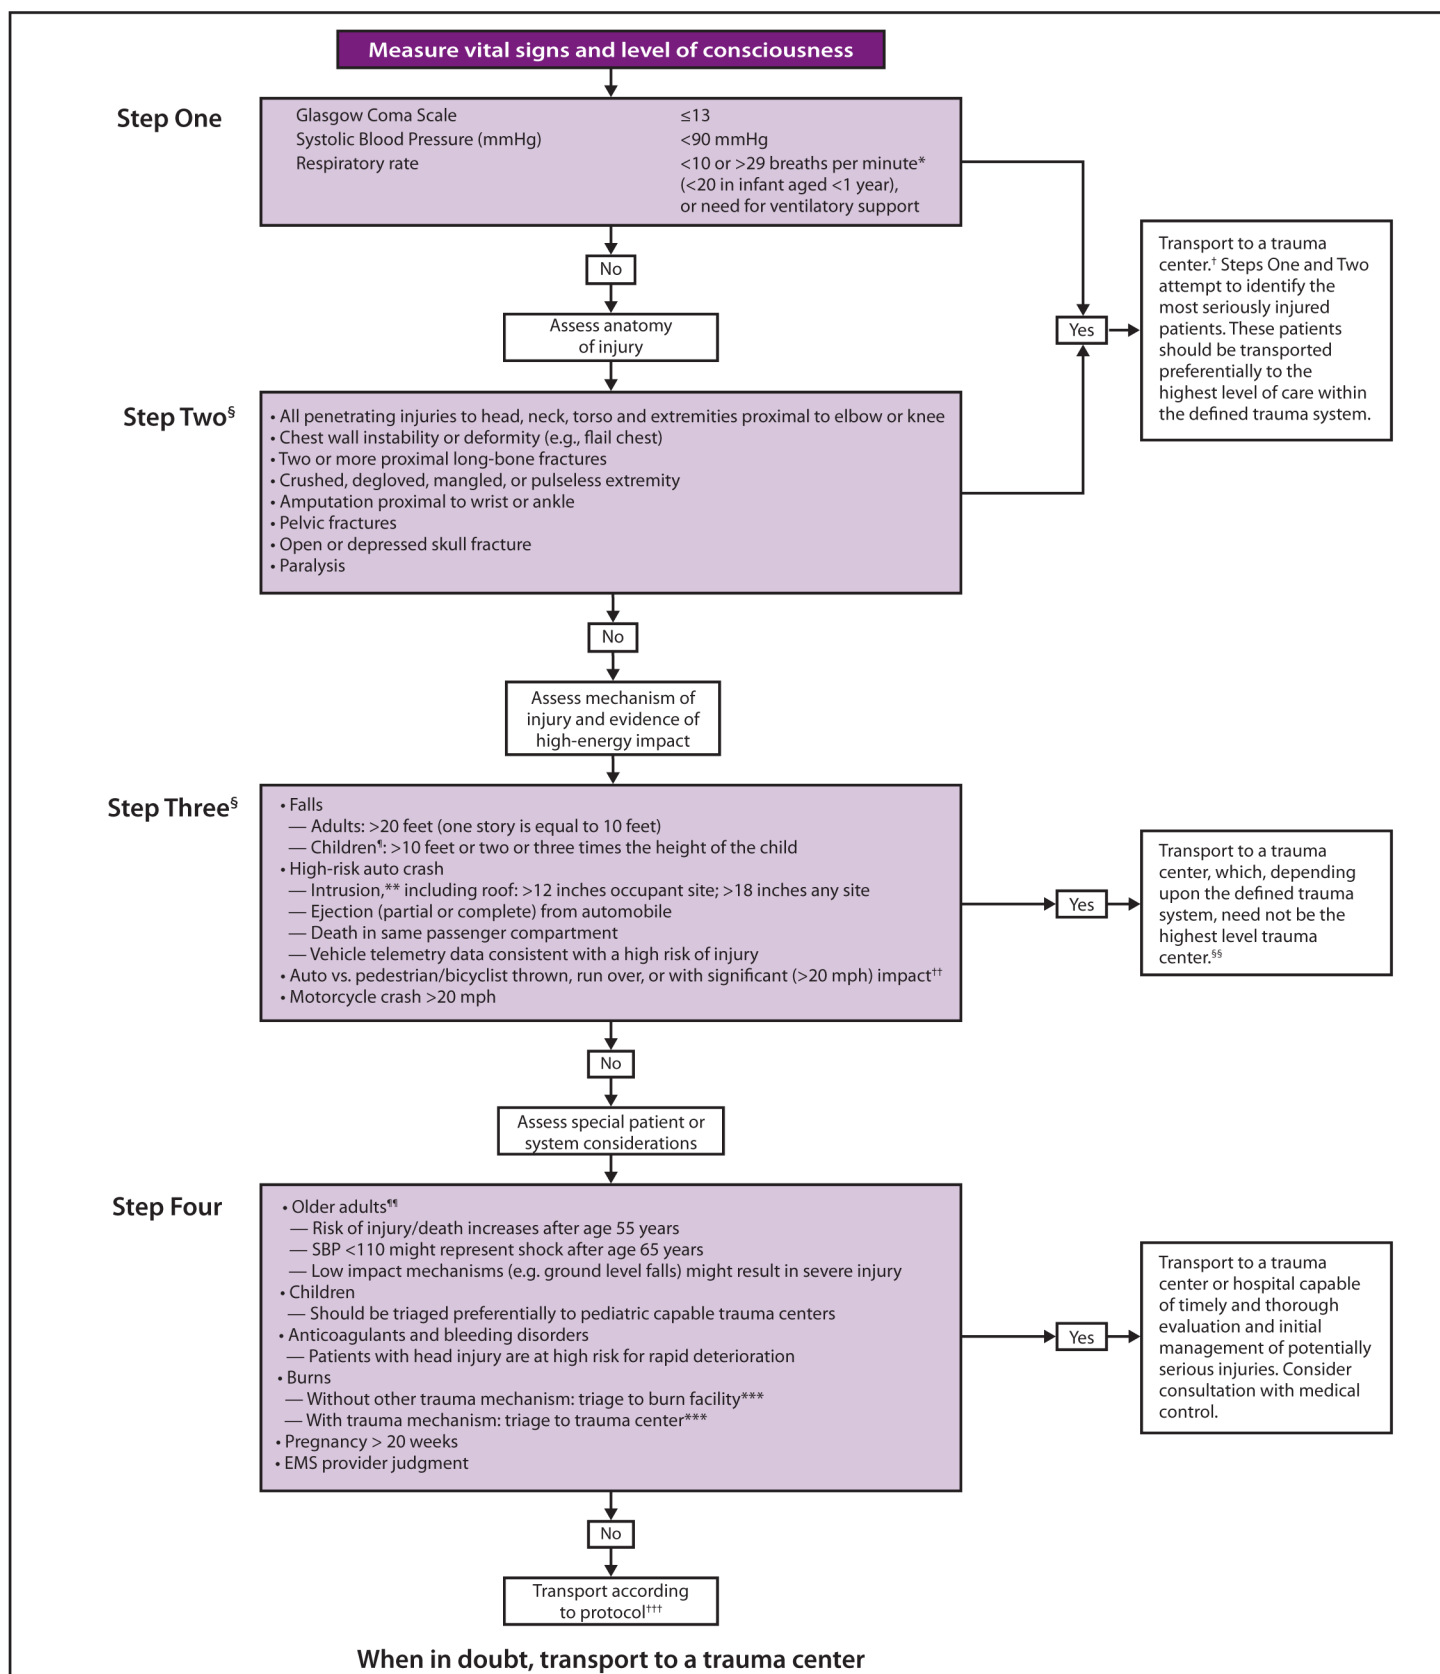 Measure vital signs and level of consciousness
Step One
Glasgow Coma Scale ≤13
Systolic Blood Pressure (mmHg) <90 mmHg
Respiratory rate <10 or >29 breaths per minute*
(<20 in infant aged <1 year),
or need for ventilatory support
No
Assess anatomy
of injury
Yes
Transport to a trauma
center.† Steps One and Two
attempt to identify the
most seriously injured
patients. These patients
should be transported
preferentially to the
highest level of care within
the defined trauma system.
Step Two§
• All penetrating injuries to head, neck, torso and extremities proximal to elbow or knee
• Chest wall instability or deformity (e.g., flail chest)
• Two or more proximal long-bone fractures
• Crushed, degloved, mangled, or pulseless extremity
• Amputation proximal to wrist or ankle
• Pelvic fractures
• Open or depressed skull fracture
• Paralysis
No
Assess mechanism of
injury and evidence of
high-energy impact
Step Three§
• Falls
— Adults: >20 feet (one story is equal to 10 feet)
— Children¶: >10 feet or two or three times the height of the child
• High-risk auto crash
— Intrusion,** including roof: >12 inches occupant site; >18 inches any site
— Ejection (partial or complete) from automobile
— Death in same passenger compartment
— Vehicle telemetry data consistent with a high risk of injury
• Auto vs. pedestrian/bicyclist thrown, run over, or with significant (>20 mph) impact††
• Motorcycle crash >20 mph
Yes
Transport to a trauma
center, which, depending
upon the defined trauma
system, need not be the
highest level trauma
center.§§
No
Assess special patient or
system considerations
Step Four
• Older adults¶¶
— Risk of injury/death increases after age 55 years
— SBP <110 might represent shock after age 65 years
— Low impact mechanisms (e.g. ground level falls) might result in severe injury
• Children
— Should be triaged preferentially to pediatric capable trauma centers
• Anticoagulants and bleeding disorders
— Patients with head injury are at high risk for rapid deterioration
• Burns
— Without other trauma mechanism: triage to burn facility***
— With trauma mechanism: triage to trauma center***
• Pregnancy > 20 weeks
• EMS provider judgment
Yes
Transport to a trauma
center or hospital capable
of timely and thorough
evaluation and initial
management of potentially
serious injuries. Consider
consultation with medical
control.
No
Transport according
to protocol†††
When in doubt, transport to a trauma center